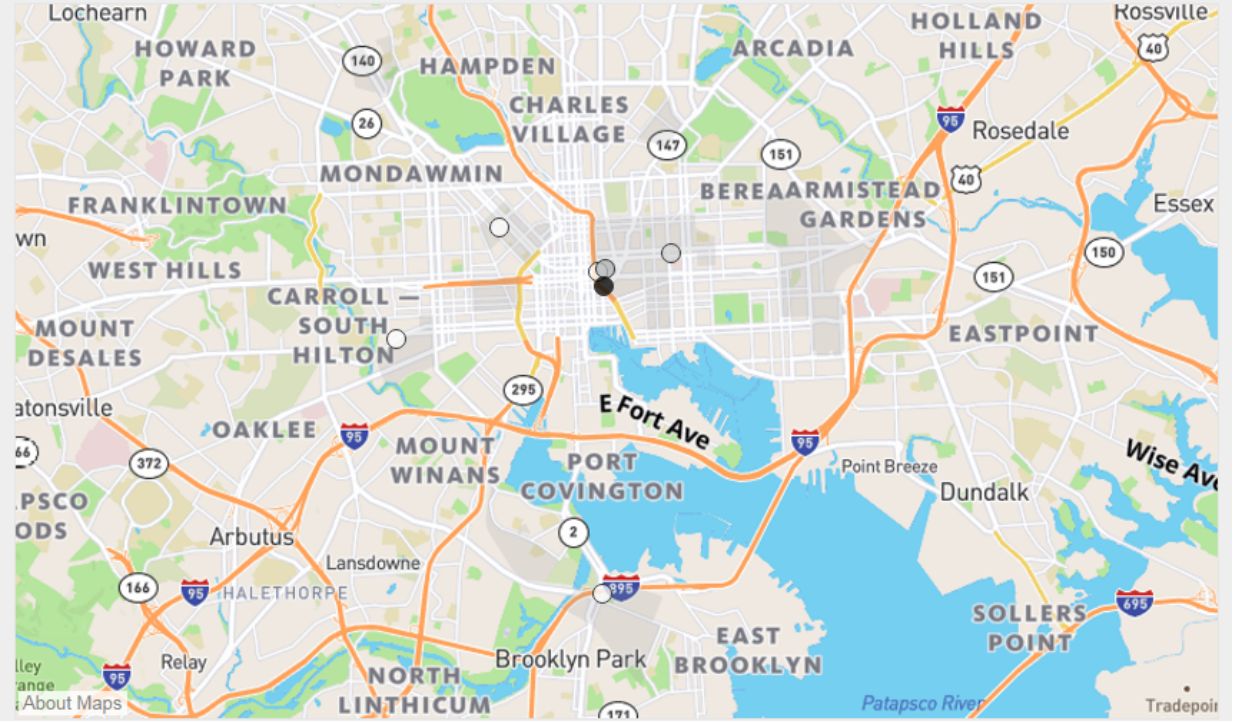 Lochearn
HOLLAND
HILLS
Rossville
40
HOWARD
PARK
140
HAMPDEN
ARCADIA
CHARLES
VILLAGE
26
95
Rosedale
147
151
MONDAWMIN
40
BEREA
ARMISTEAD
GARDENS
FRANKLINTOWN
Essex
wn
WEST HILLS
150
151
CARROLL —
SOUTH
HILTON
MOUNT
DESALES
EASTPOINT
295
atonsville
E Fort Ave
OAKLEE
95
95
66
372
MOUNT
WINANS
PORT
COVINGTON
Point Breeze
Wise Ave
Dundalk
APSCO
ODS
2
Arbutus
Lansdowne
166
95
HALETHORPE
895
695
SOLLERS
POINT
EAST
BROOKLYN
Relay
Brooklyn Park
lley
range
95
NORTH
LINTHICUM
About Maps
171
Patapsco River
Tradepoin